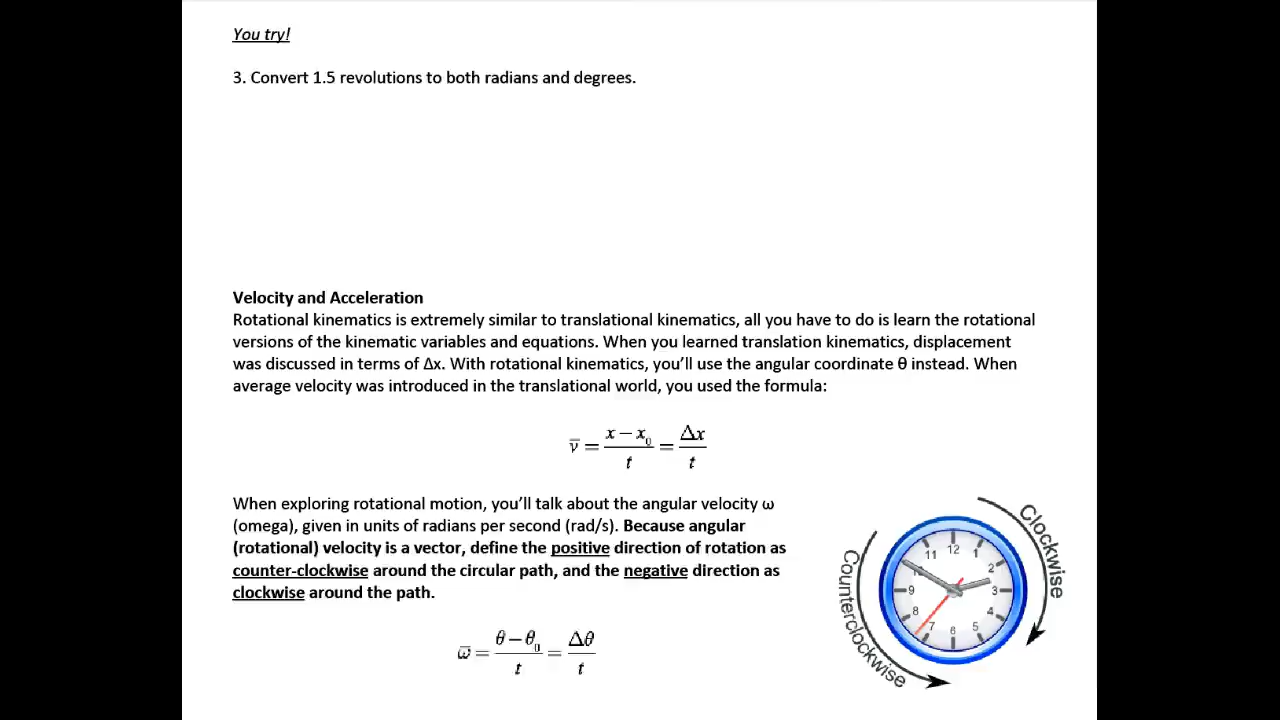 You try!
3. Convert 1.5 revolutions to both radians and degrees.
Velocity and Acceleration
Rotational kinematics is extremely similar to translational kinematics, all you have to do is learn the rotational
versions of the kinematic variables and equations. When you learned translation kinematics, displacement
was discussed in terms of Δx. With rotational kinematics, you'll use the angular coordinate θ instead. When
average velocity was introduced in the translational world, you used the formula:
v̄ = (x − x₀)/t = Δx/t
When exploring rotational motion, you'll talk about the angular velocity ω
(omega), given in units of radians per second (rad/s). Because angular
(rotational) velocity is a vector, define the positive direction of rotation as
counter-clockwise around the circular path, and the negative direction as
clockwise around the path.
ω̄ = (θ − θ₀)/t = Δθ/t
Counterclockwise
Clockwise
12
1
2
3
4
5
6
7
8
9
11